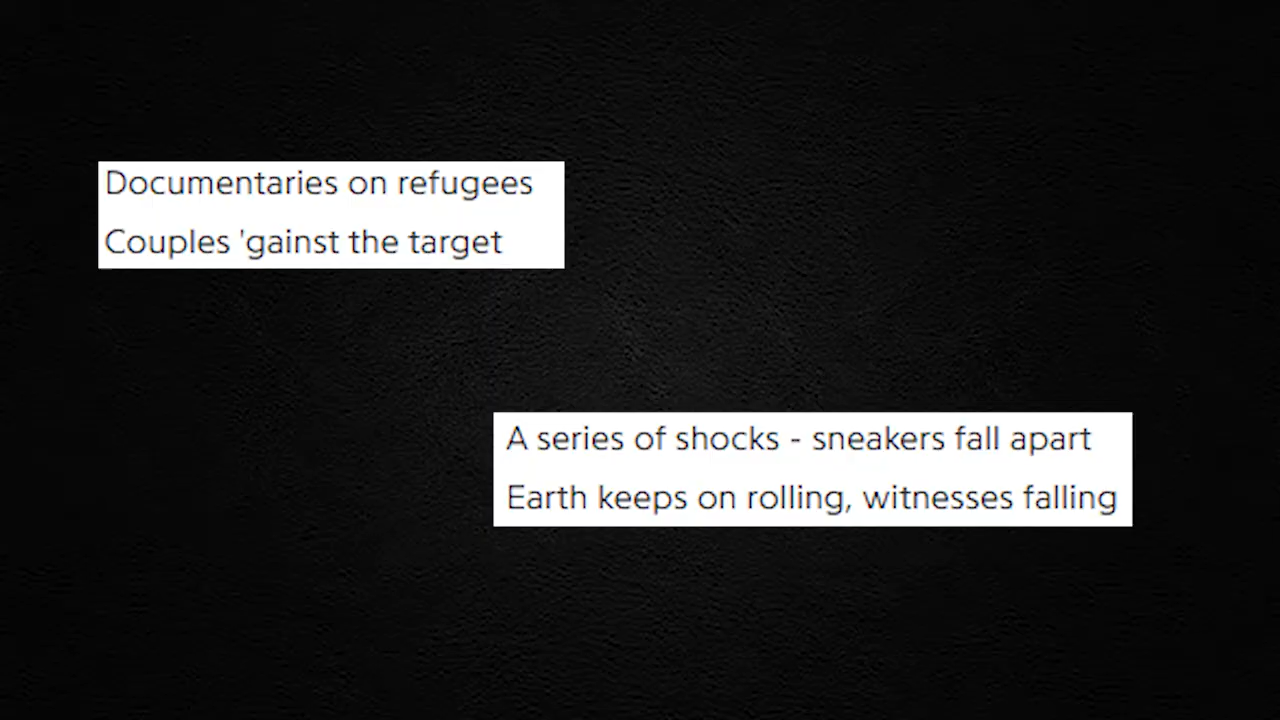 Documentaries on refugees
Couples 'gainst the target
A series of shocks - sneakers fall apart
Earth keeps on rolling, witnesses falling